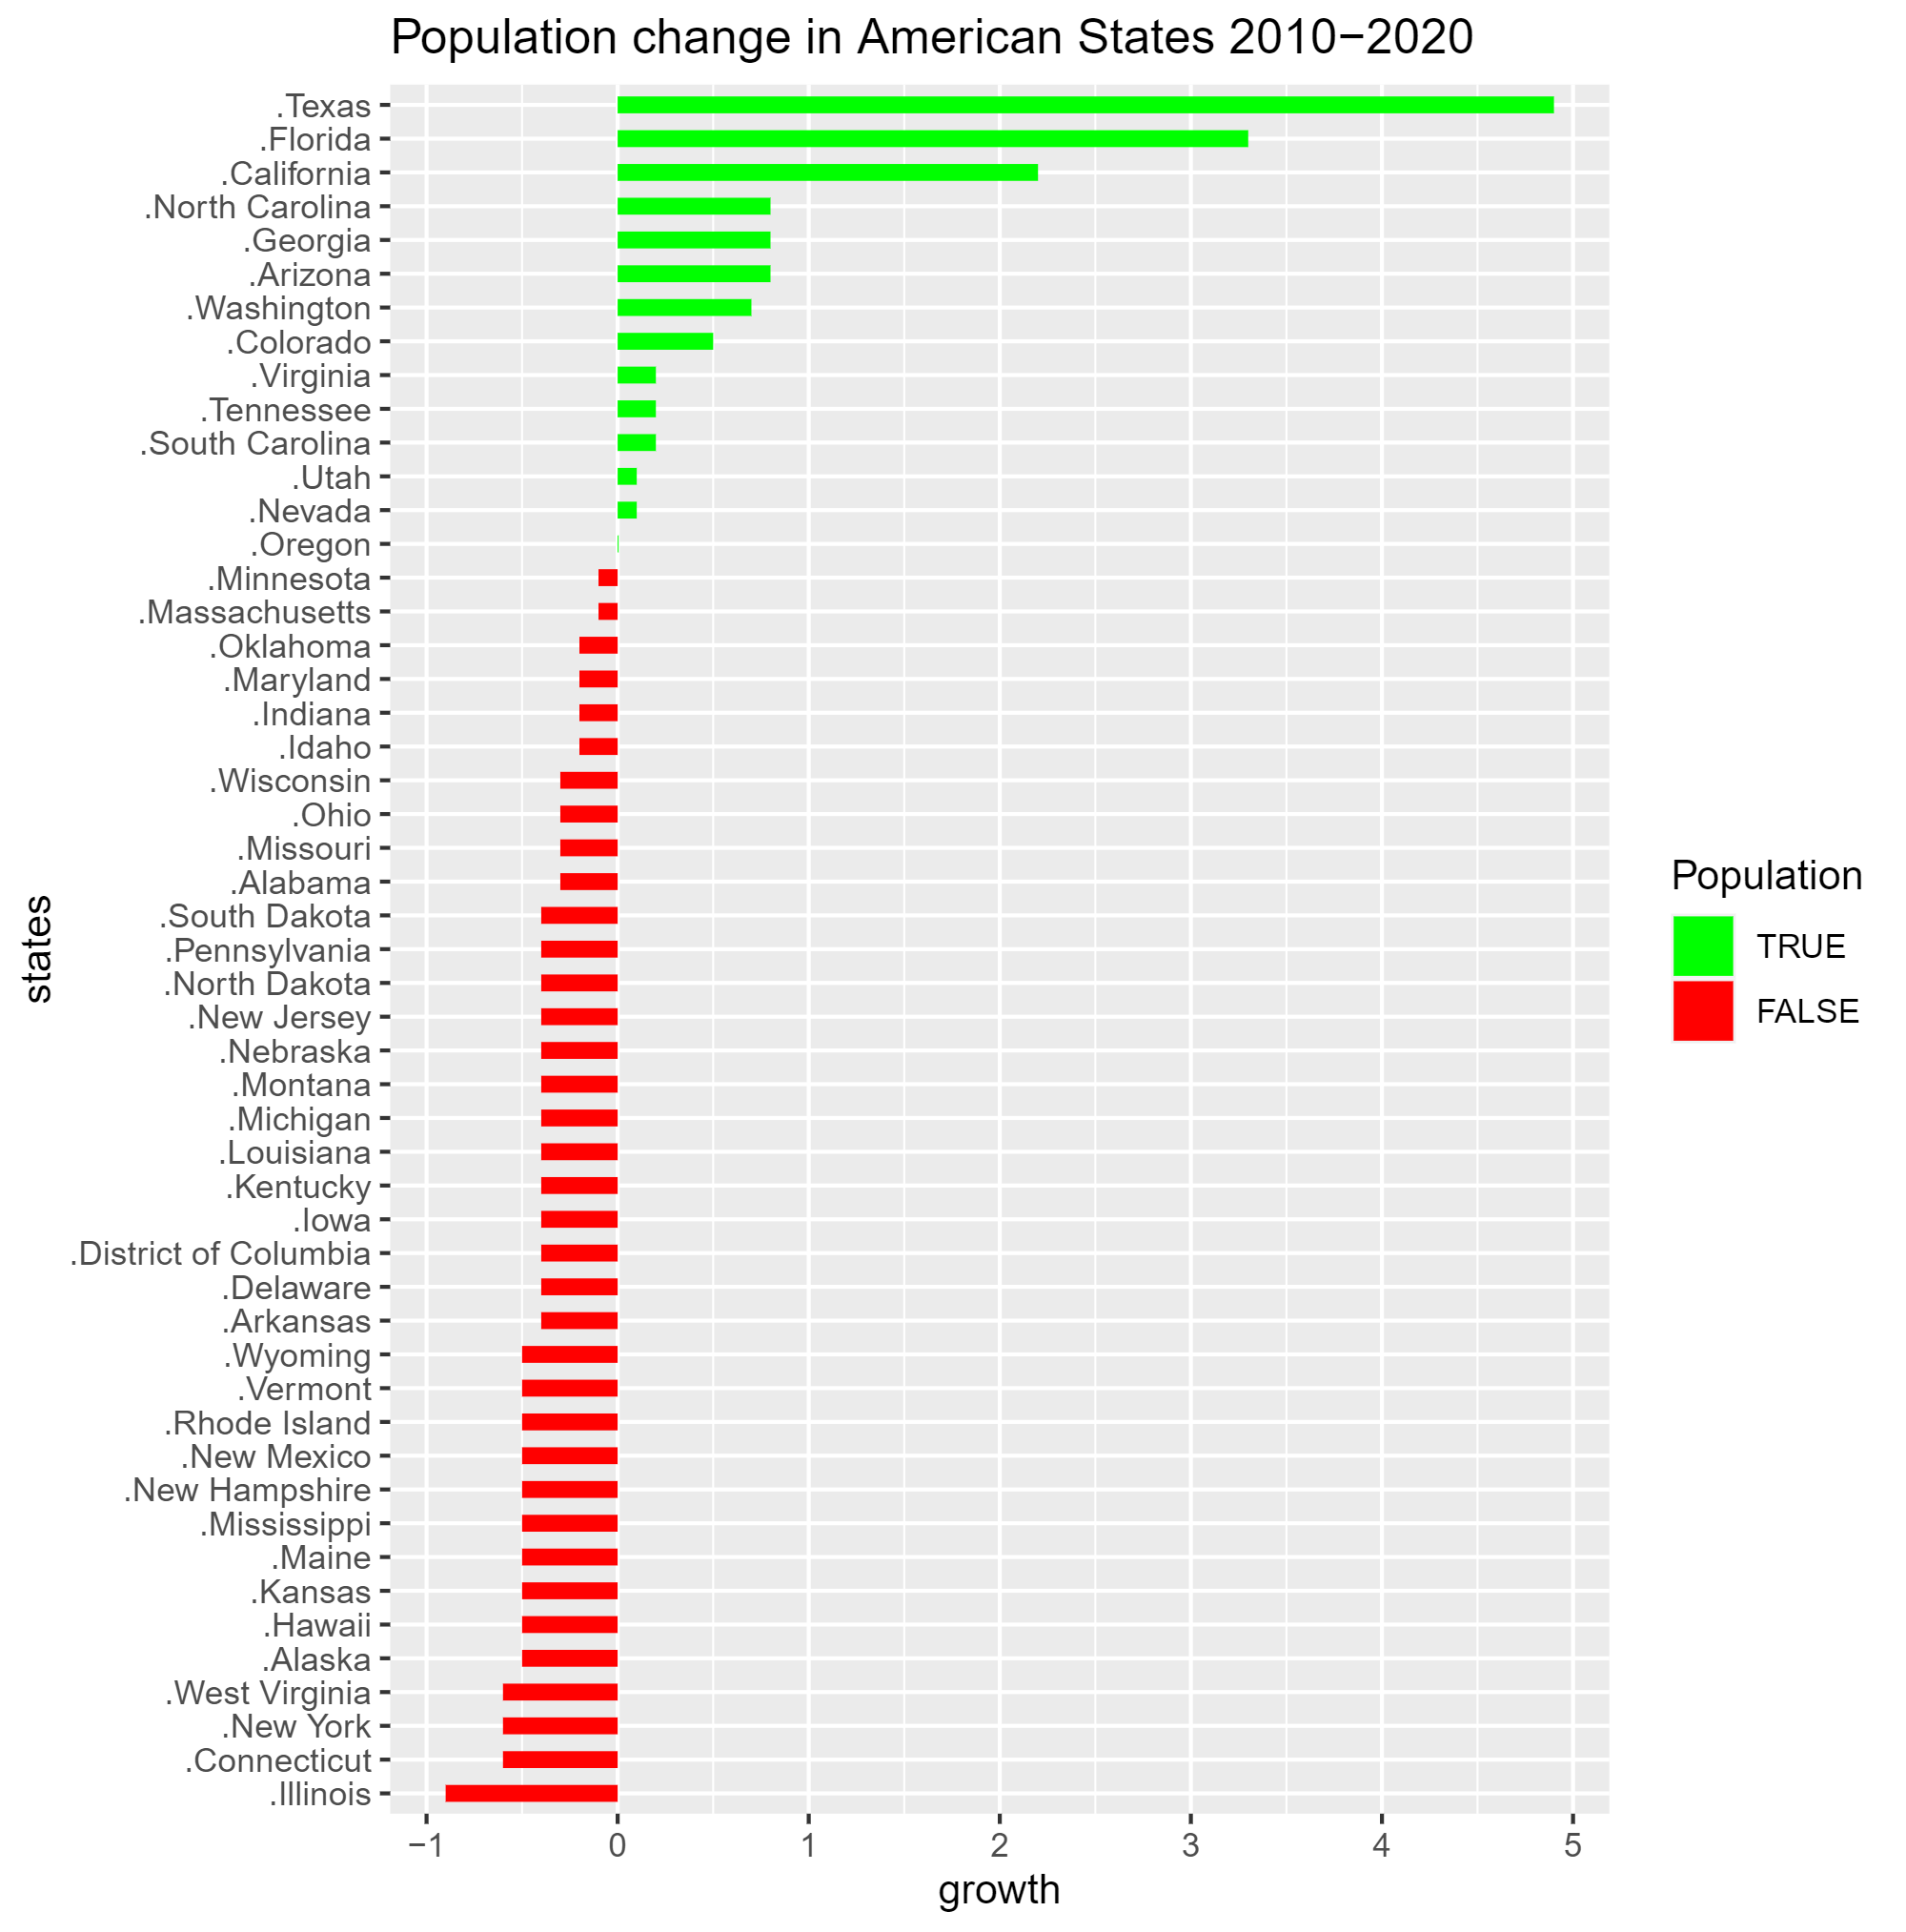 Population change in American States 2010−2020
.Texas
.Florida
.California
.North Carolina
.Georgia
.Arizona
.Washington
.Colorado
.Virginia
.Tennessee
.South Carolina
.Utah
.Nevada
.Oregon
.Minnesota
.Massachusetts
.Oklahoma
.Maryland
.Indiana
.Idaho
.Wisconsin
.Ohio
.Missouri
.Alabama
.South Dakota
.Pennsylvania
.North Dakota
.New Jersey
.Nebraska
.Montana
.Michigan
.Louisiana
.Kentucky
.Iowa
.District of Columbia
.Delaware
.Arkansas
.Wyoming
.Vermont
.Rhode Island
.New Mexico
.New Hampshire
.Mississippi
.Maine
.Kansas
.Hawaii
.Alaska
.West Virginia
.New York
.Connecticut
.Illinois
states
−1 0 1 2 3 4 5
growth
Population
TRUE
FALSE